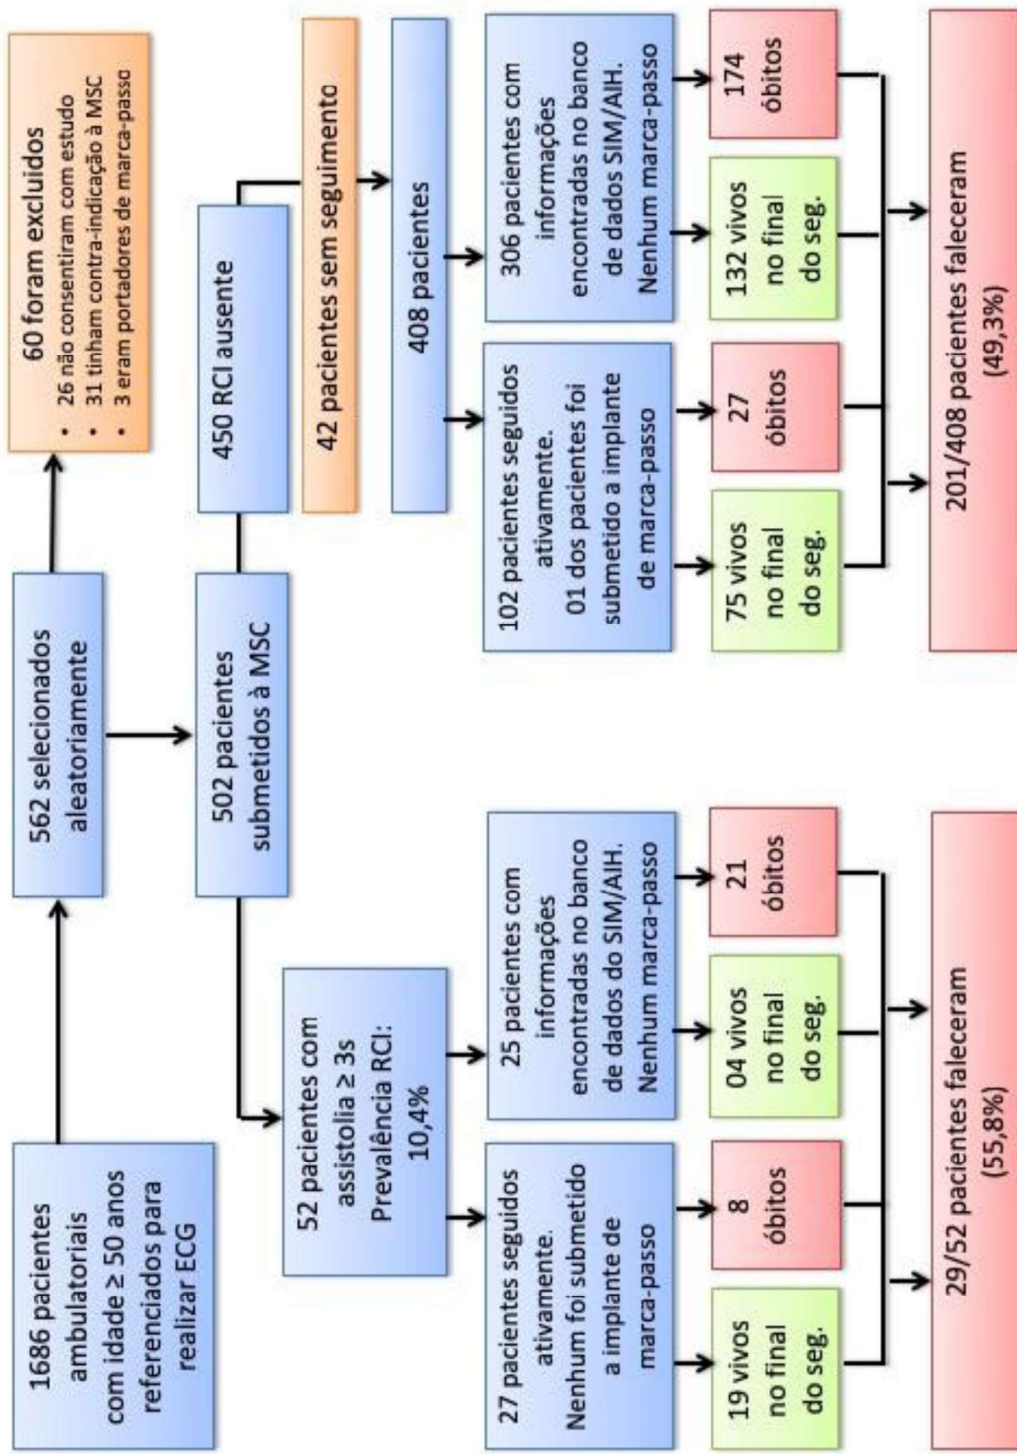 1686 pacientes
ambulatoriais
com idade ≥ 50 anos
referenciados para
realizar ECG
562 selecionados
aleatoriamente
60 foram excluídos
• 26 não consentiram com estudo
• 31 tinham contra-indicação à MSC
• 3 eram portadores de marca-passo
502 pacientes
submetidos à MSC
450 RCI ausente
52 pacientes com
assistolia ≥ 3s
Prevalência RCI:
10,4%
42 pacientes sem seguimento
408 pacientes
27 pacientes seguidos
ativamente.
Nenhum foi submetido
a implante de
marca-passo
25 pacientes com
informações
encontradas no banco
de dados do SIM/AIH.
Nenhum marca-passo
102 pacientes seguidos
ativamente.
01 dos pacientes foi
submetido a implante
de marca-passo
306 pacientes com
informações
encontradas no banco
de dados SIM/AIH.
Nenhum marca-passo
19 vivos
no final
do seg.
8
óbitos
04 vivos
no final
do seg.
21
óbitos
75 vivos
no final
do seg.
27
óbitos
132 vivos
no final
do seg.
174
óbitos
29/52 pacientes faleceram
(55,8%)
201/408 pacientes faleceram
(49,3%)